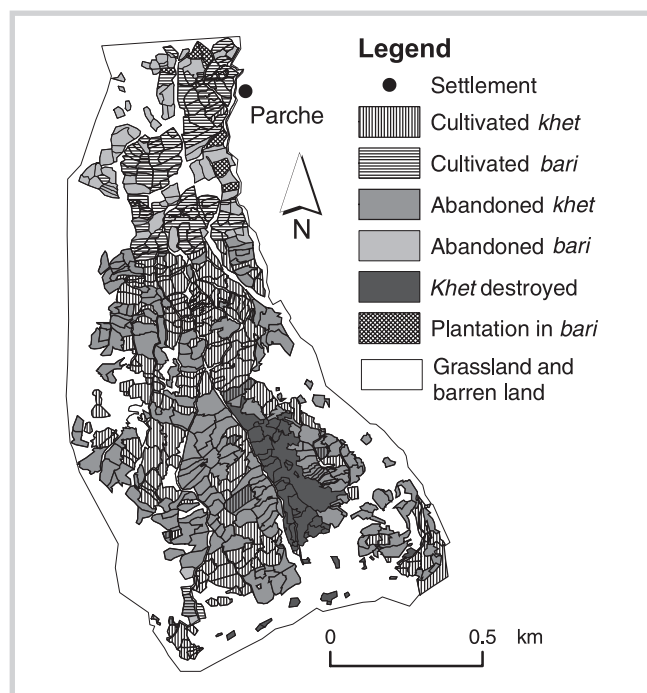 Legend
Settlement
Parche
Cultivated khet
Cultivated bari
N
Abandoned khet
Abandoned bari
Khet destroyed
Plantation in bari
Grassland and
barren land
0 0.5 km